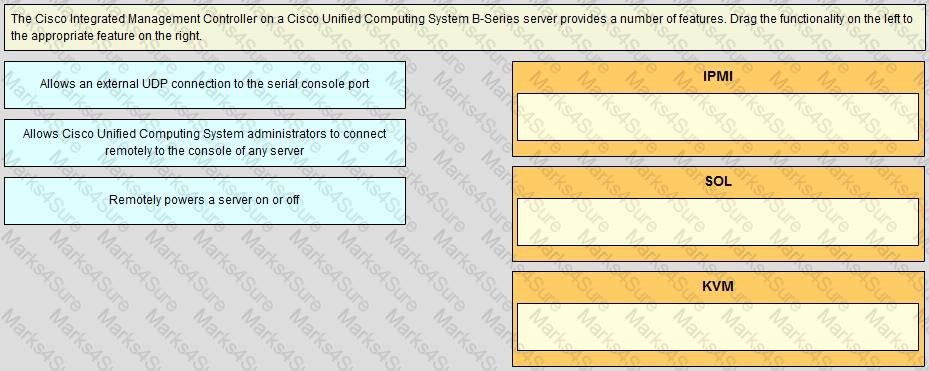 The Cisco Integrated Management Controller on a Cisco Unified Computing System B-Series server provides a number of features. Drag the functionality on the left to
the appropriate feature on the right.
Allows an external UDP connection to the serial console port
Allows Cisco Unified Computing System administrators to connect
remotely to the console of any server
Remotely powers a server on or off
IPMI
SOL
KVM
Marks4Sure